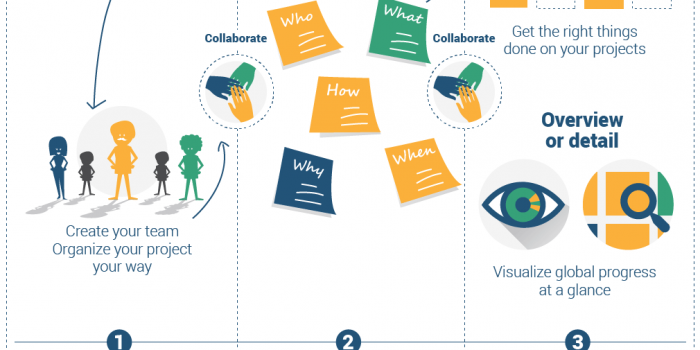 Who
What
Collaborate
Collaborate
How
Why
When
Create your team
Organize your project
your way
Get the right things
done on your projects
Overview
or detail
Visualize global progress
at a glance
1
2
3